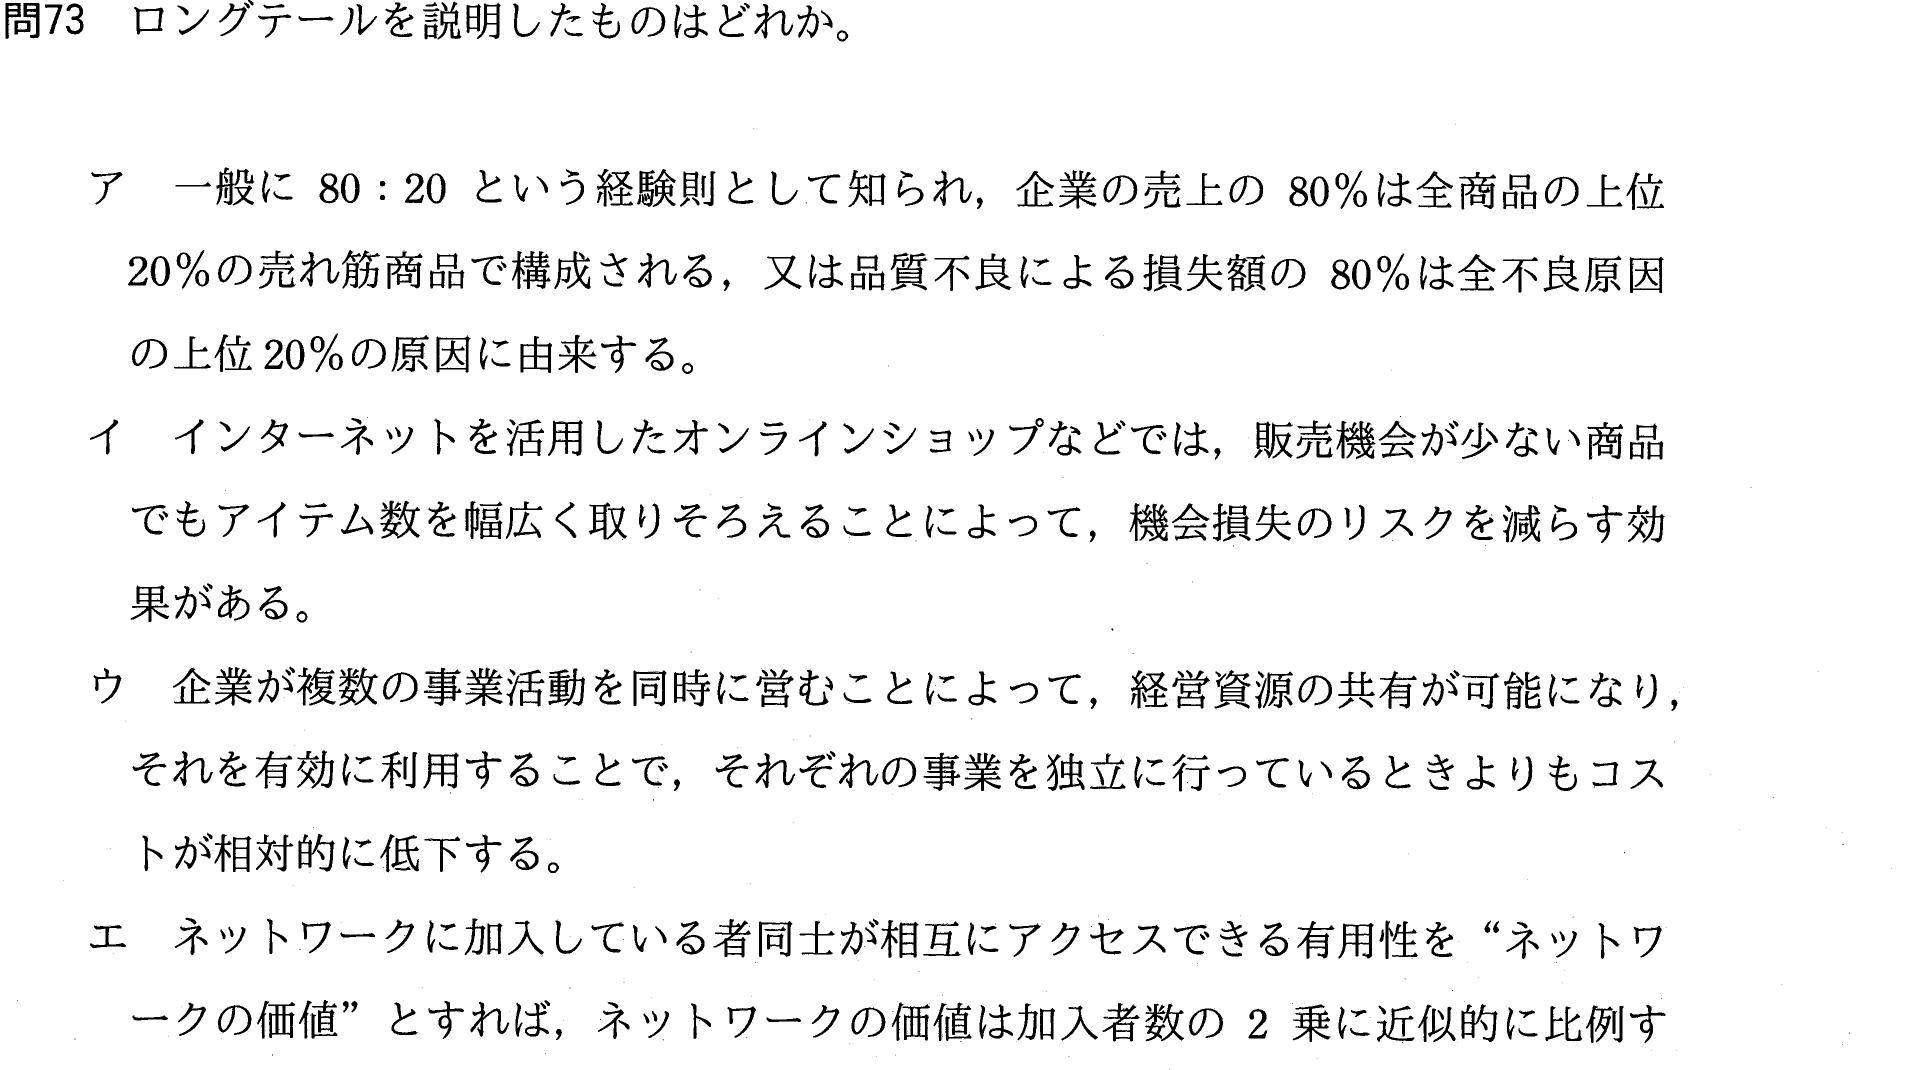 問73 ロングテールを説明したものはどれか。
ア 一般に 80：20 という経験則として知られ，企業の売上の 80％は全商品の上位
20％の売れ筋商品で構成される，又は品質不良による損失額の 80％は全不良原因
の上位20％の原因に由来する。
イ インターネットを活用したオンラインショップなどでは，販売機会が少ない商品
でもアイテム数を幅広く取りそろえることによって，機会損失のリスクを減らす効
果がある。
ウ 企業が複数の事業活動を同時に営むことによって，経営資源の共有が可能になり，
それを有効に利用することで，それぞれの事業を独立に行っているときよりもコス
トが相対的に低下する。
エ ネットワークに加入している者同士が相互にアクセスできる有用性を“ネットワ
ークの価値”とすれば，ネットワークの価値は加入者数の 2 乗に近似的に比例す